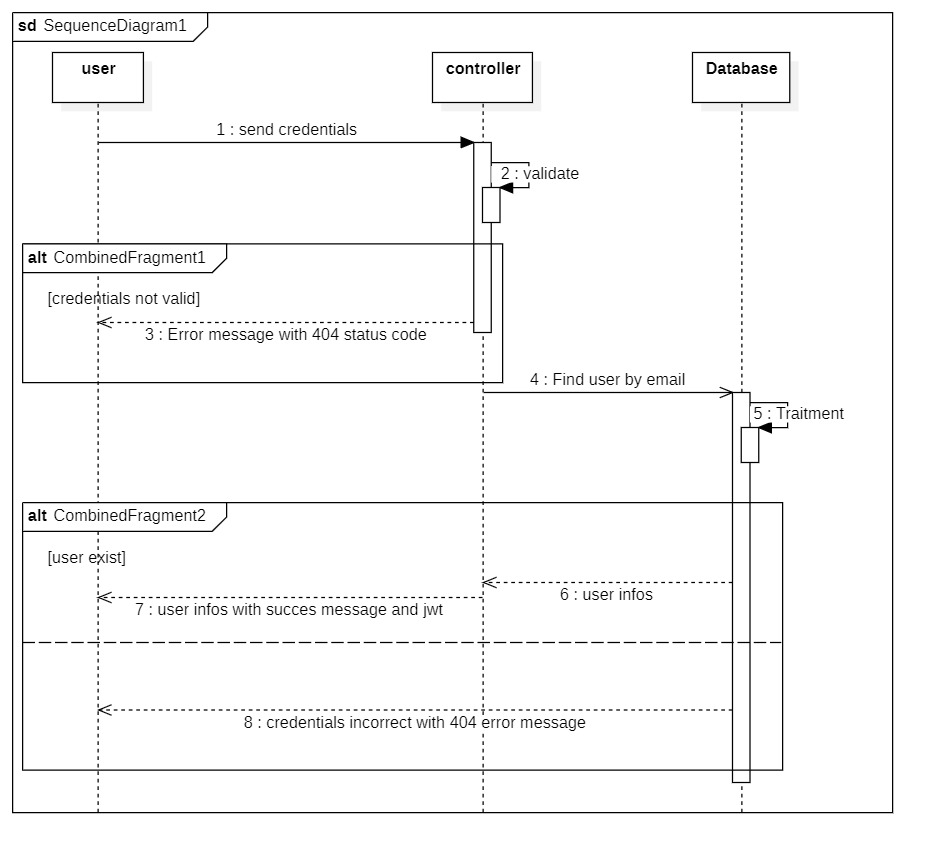 sd SequenceDiagram1
user
controller
Database
1 : send credentials
2 : validate
alt CombinedFragment1
[credentials not valid]
3 : Error message with 404 status code
4 : Find user by email
5 : Traitment
alt CombinedFragment2
[user exist]
6 : user infos
7 : user infos with succes message and jwt
8 : credentials incorrect with 404 error message